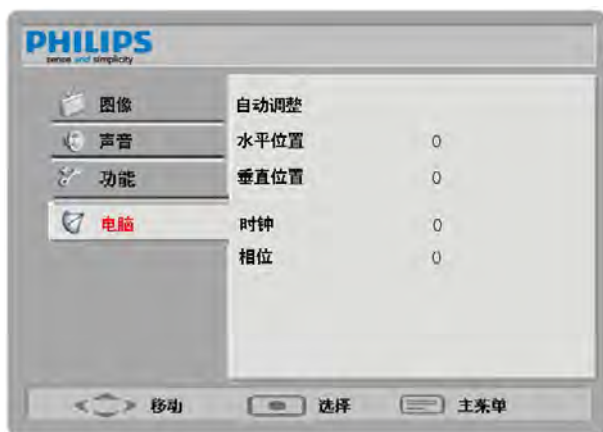 PHILIPS
sense and simplicity
图像
声音
功能
电脑
自动调整
水平位置 0
垂直位置 0
时钟 0
相位 0
移动 选择 主菜单